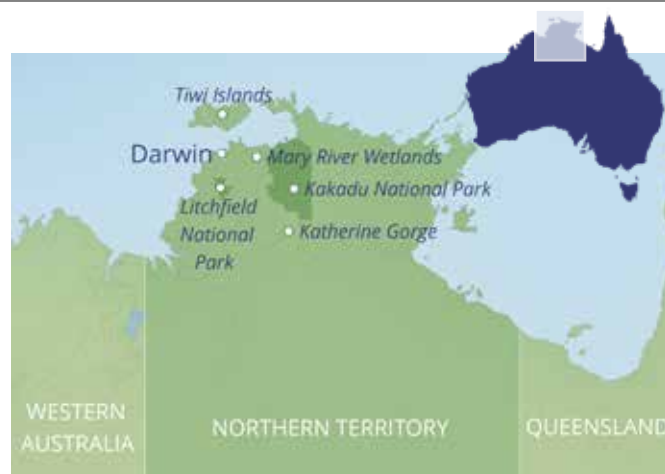 Tiwi Islands
Darwin
Mary River Wetlands
Kakadu National Park
Litchfield
National
Park
Katherine Gorge
WESTERN
AUSTRALIA
NORTHERN TERRITORY
QUEENSLAND